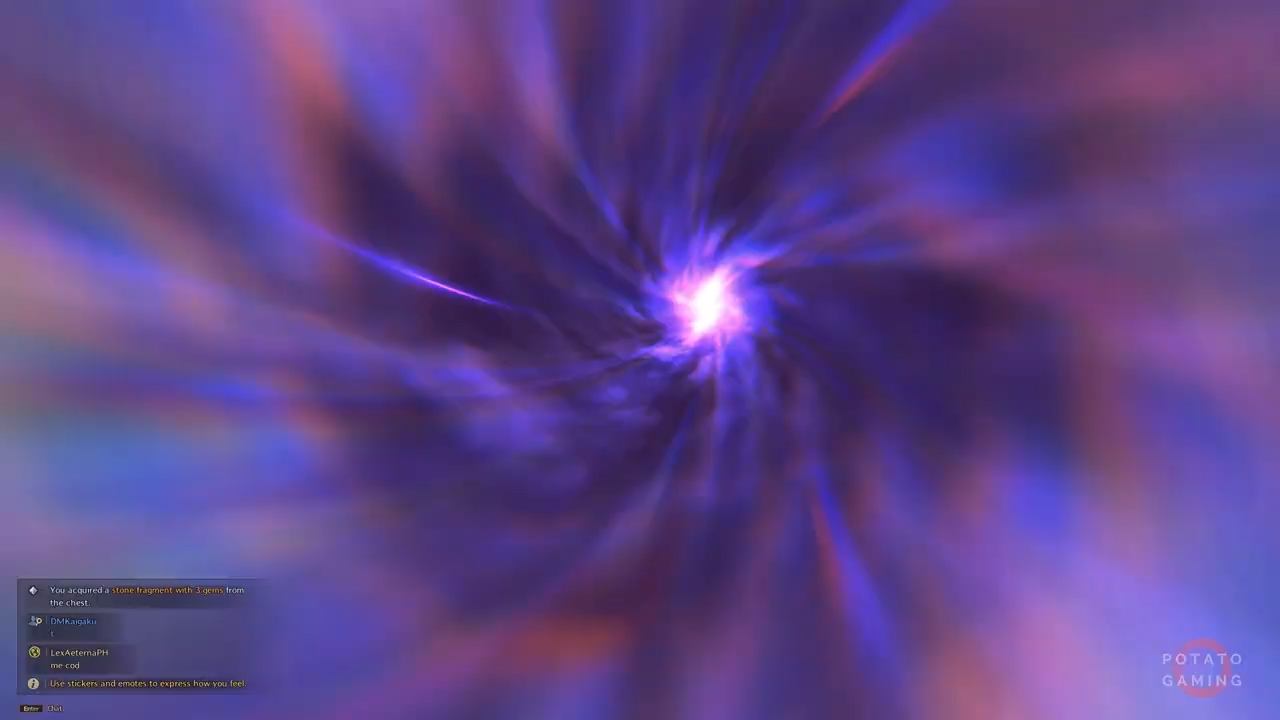 You acquired a stone fragment with 3 gems from
the chest.
DMKaigaku
t
LexAeternaPH
me cod
Use stickers and emotes to express how you feel.
Enter Chat.
POTATO
GAMING